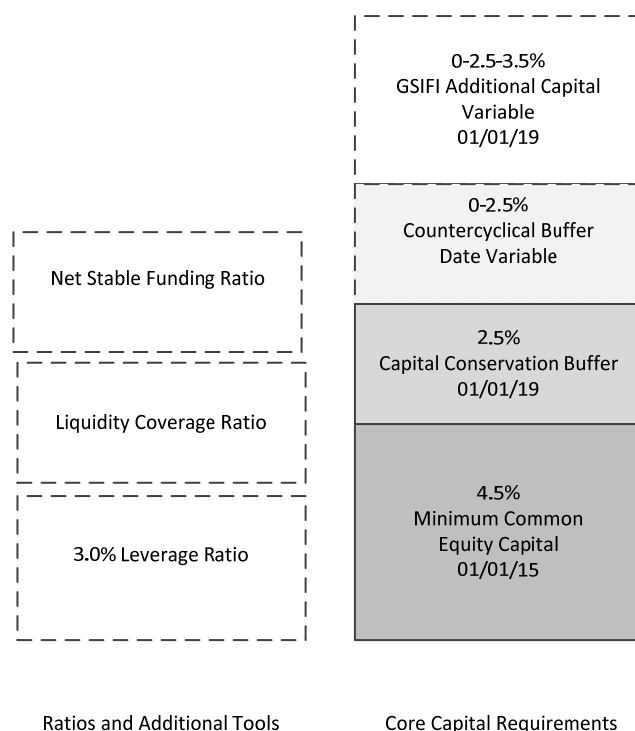 0-2.5-3.5%
GSIFI Additional Capital
Variable
01/01/19
0-2.5%
Countercyclical Buffer
Date Variable
2.5%
Capital Conservation Buffer
01/01/19
4.5%
Minimum Common
Equity Capital
01/01/15
Net Stable Funding Ratio
Liquidity Coverage Ratio
3.0% Leverage Ratio
Ratios and Additional Tools
Core Capital Requirements